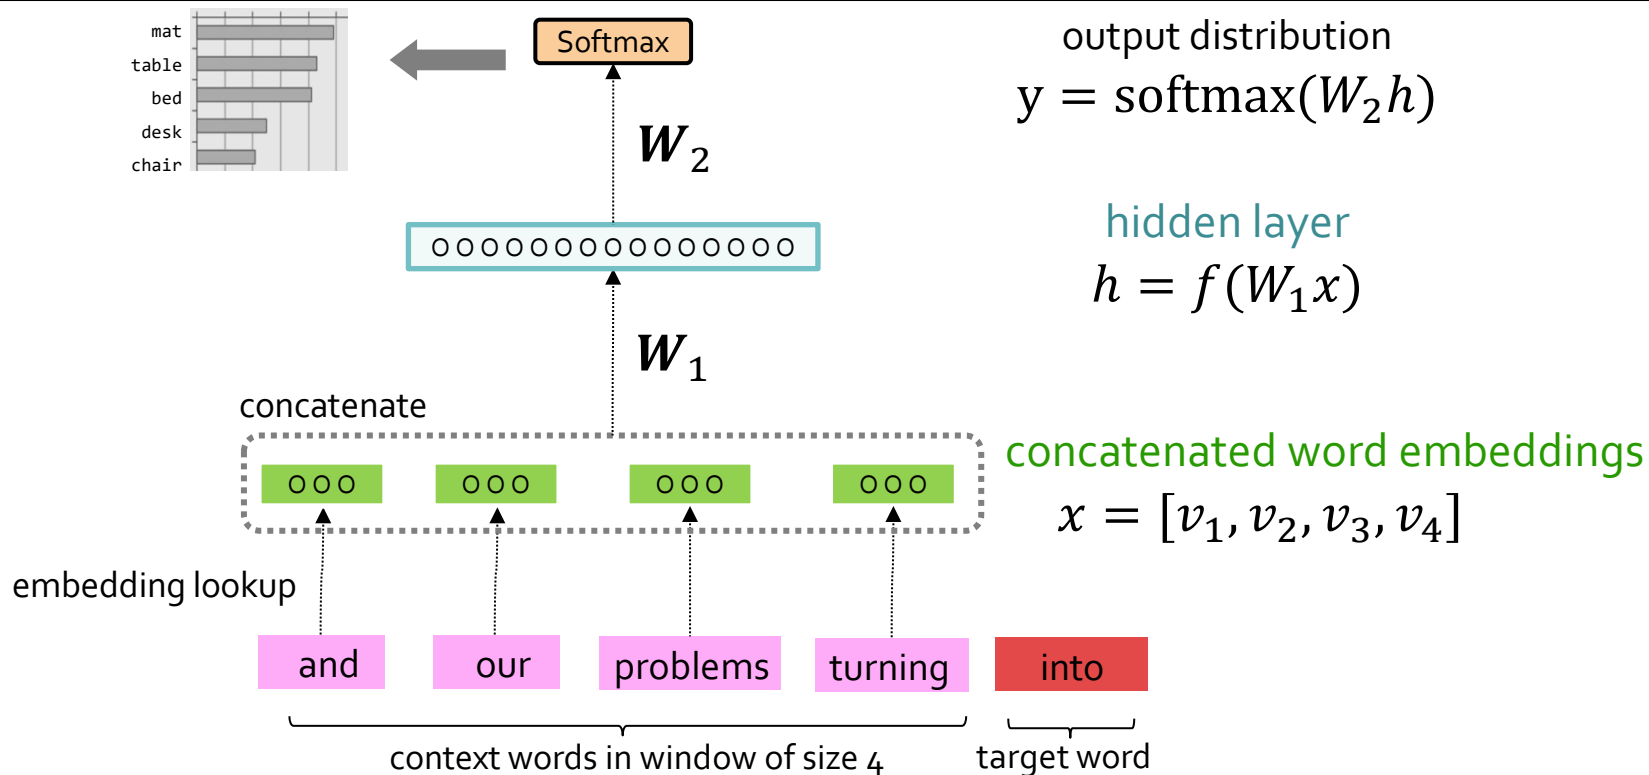 mat
table
bed
desk
chair
Softmax
output distribution
y = softmax(W₂h)
W₂
o o o o o o o o o o o o o o o
hidden layer
h = f(W₁x)
W₁
concatenate
o o o
o o o
o o o
o o o
concatenated word embeddings
x = [v₁, v₂, v₃, v₄]
embedding lookup
and our problems turning into
context words in window of size 4
target word